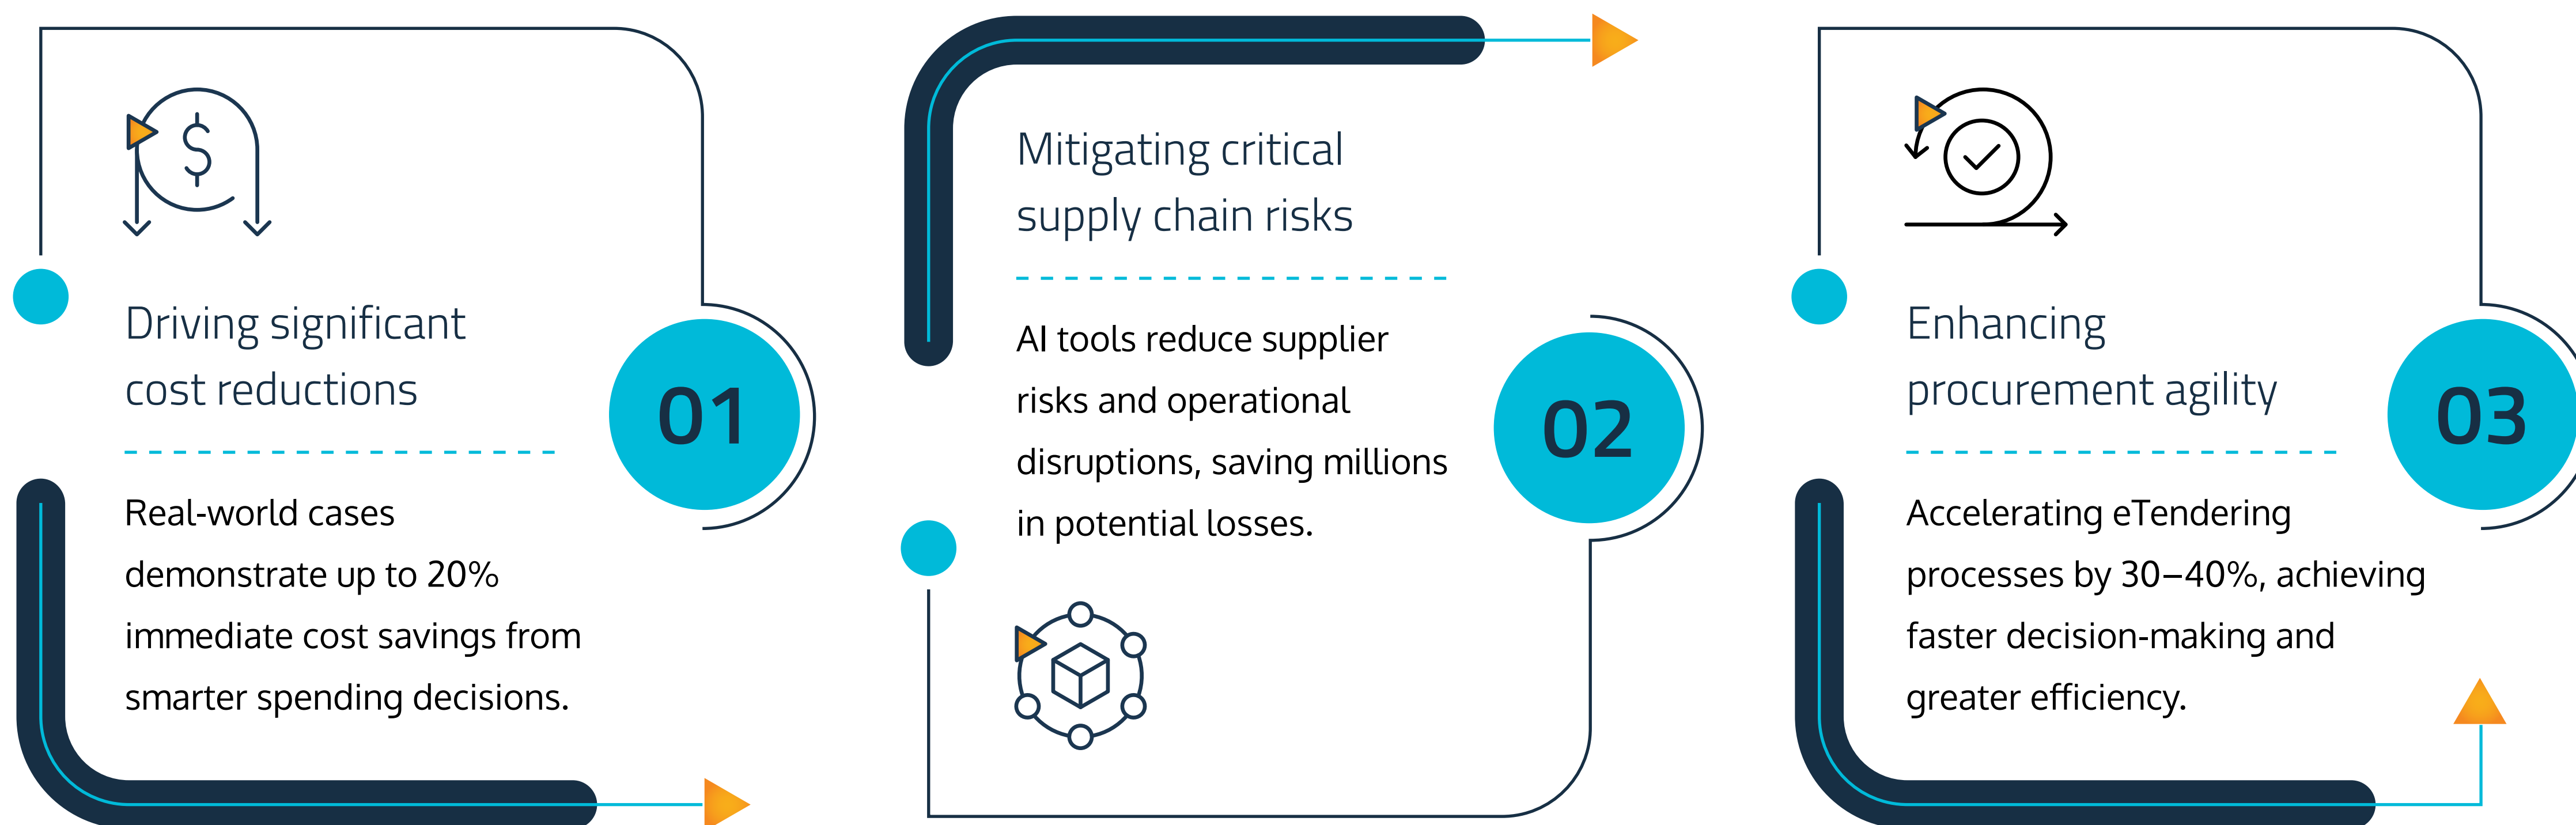 Driving significant
cost reductions
01
Real-world cases
demonstrate up to 20%
immediate cost savings from
smarter spending decisions.
Mitigating critical
supply chain risks
02
AI tools reduce supplier
risks and operational
disruptions, saving millions
in potential losses.
Enhancing
procurement agility
03
Accelerating eTendering
processes by 30–40%, achieving
faster decision-making and
greater efficiency.